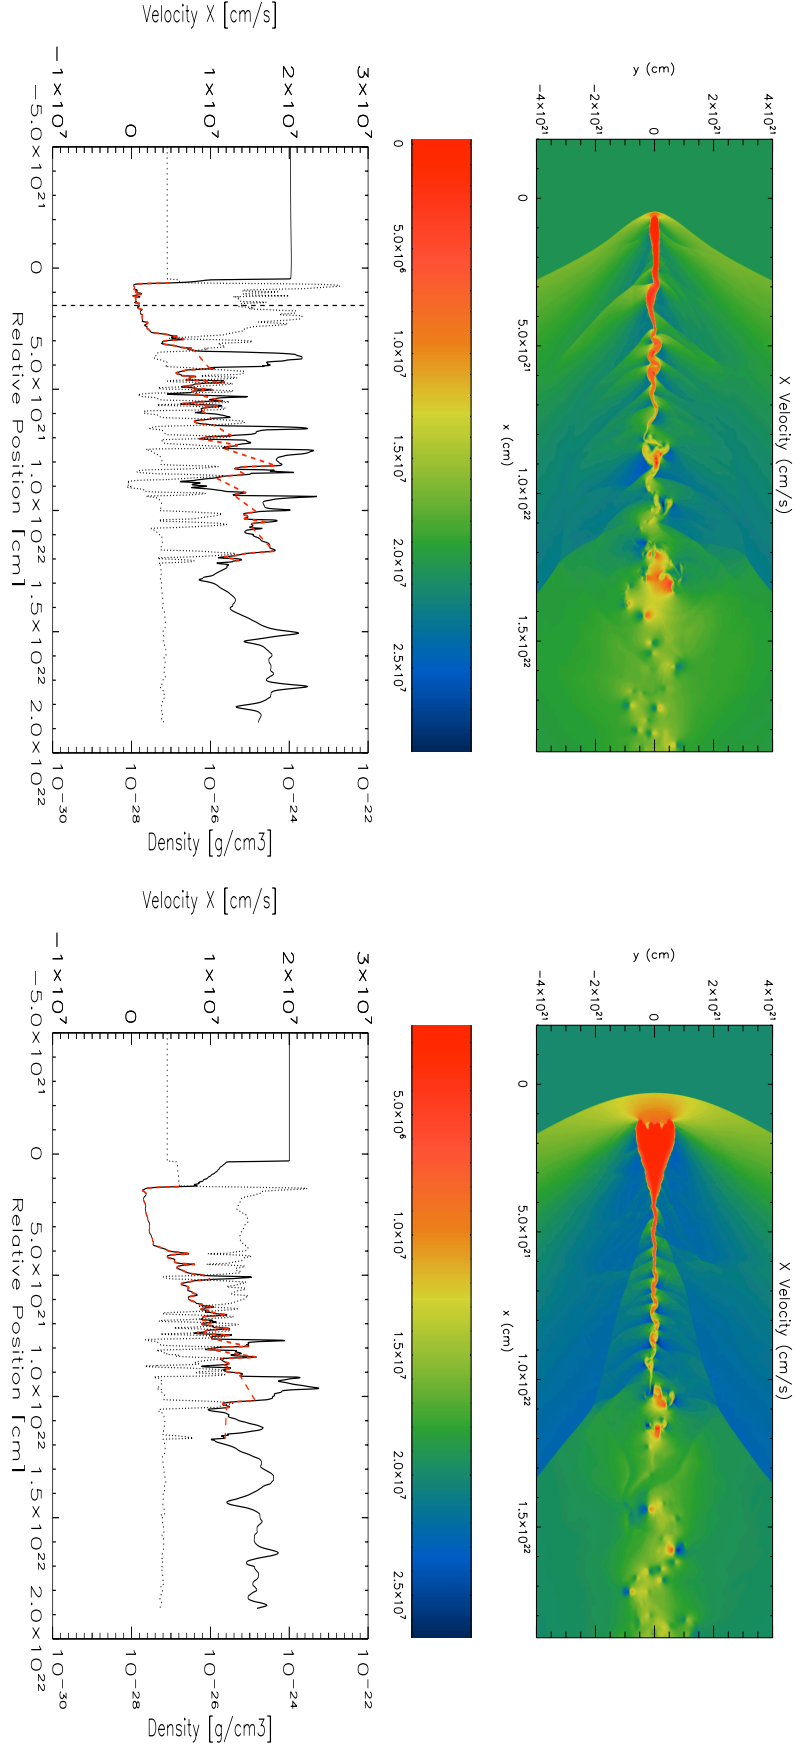 X Velocity (cm/s)
y (cm)
4×10²¹
2×10²¹
0
−2×10²¹
−4×10²¹
0 5.0×10²¹ 1.0×10²² 1.5×10²²
x (cm)
0 5.0×10⁶ 1.0×10⁷ 1.5×10⁷ 2.0×10⁷ 2.5×10⁷
Velocity X [cm/s]
3×10⁷
2×10⁷
1×10⁷
0
−1×10⁷
10⁻²²
10⁻²⁴
10⁻²⁶
10⁻²⁸
10⁻³⁰
Density [g/cm3]
−5.0×10²¹ 0 5.0×10²¹ 1.0×10²² 1.5×10²² 2.0×10²²
Relative Position [cm]
X Velocity (cm/s)
y (cm)
4×10²¹
2×10²¹
0
−2×10²¹
−4×10²¹
0 5.0×10²¹ 1.0×10²² 1.5×10²²
x (cm)
5.0×10⁶ 1.0×10⁷ 1.5×10⁷ 2.0×10⁷ 2.5×10⁷
Velocity X [cm/s]
3×10⁷
2×10⁷
1×10⁷
0
−1×10⁷
10⁻²²
10⁻²⁴
10⁻²⁶
10⁻²⁸
10⁻³⁰
Density [g/cm3]
−5.0×10²¹ 0 5.0×10²¹ 1.0×10²² 1.5×10²² 2.0×10²²
Relative Position [cm]